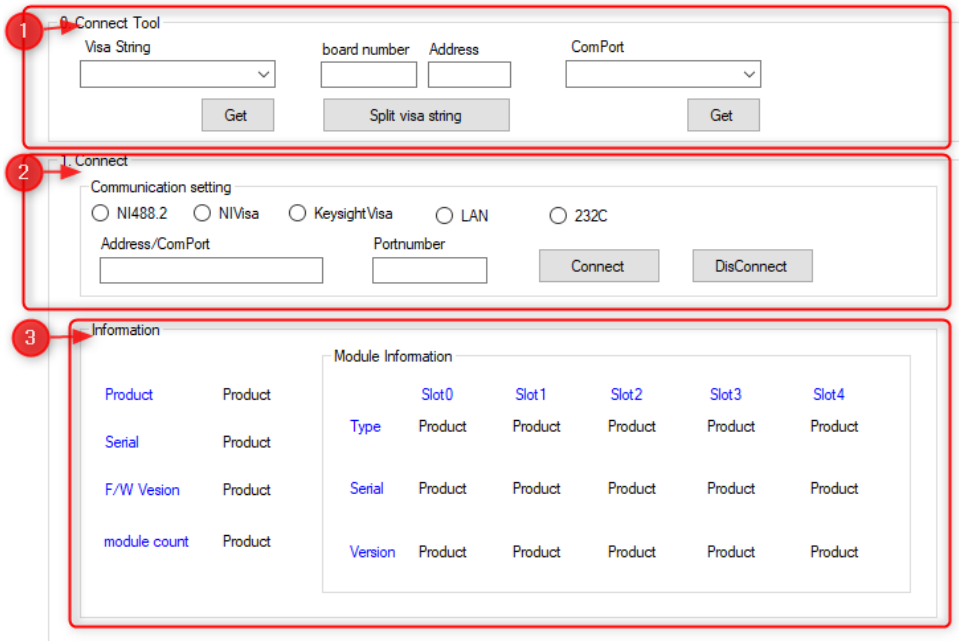 1
0. Connect Tool
Visa String board number Address ComPort
Get Split visa string Get
2
1. Connect
Communication setting
NI488.2 NIVisa KeysightVisa LAN 232C
Address/ComPort Portnumber
Connect DisConnect
3
Information
Module Information
Product Product Slot0 Slot1 Slot2 Slot3 Slot4
Type Product Product Product Product Product
Serial Product
F/W Vesion Product Serial Product Product Product Product Product
module count Product Version Product Product Product Product Product